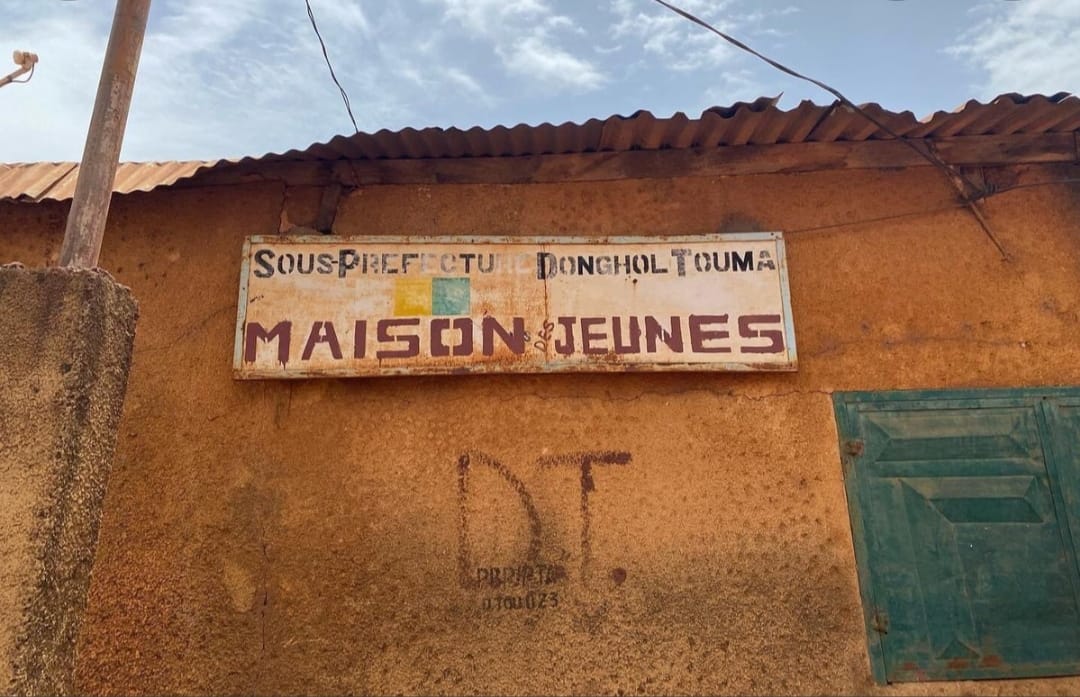 SOUS-PREFECTURE DONGHOL TOUMA
MAISON DES JEUNES
DT.